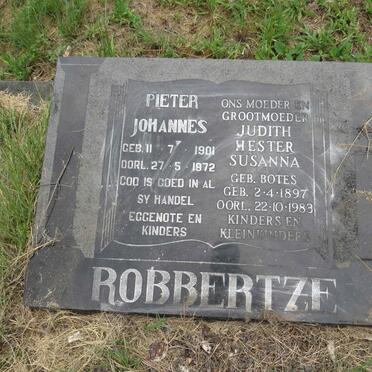 PIETER
JOHANNES
GEB. 11 - 7 - 1901
OORL. 27 - 5 - 1972
GOD IS GOED IN AL
SY HANDEL
EGGENOTE EN
KINDERS
ONS MOEDER EN
GROOTMOEDER
JUDITH
HESTER
SUSANNA
GEB. BOTES
GEB. 2-4-1897
OORL. 22-10-1983
KINDERS EN
KLEINKINDERS
ROBBERTZE